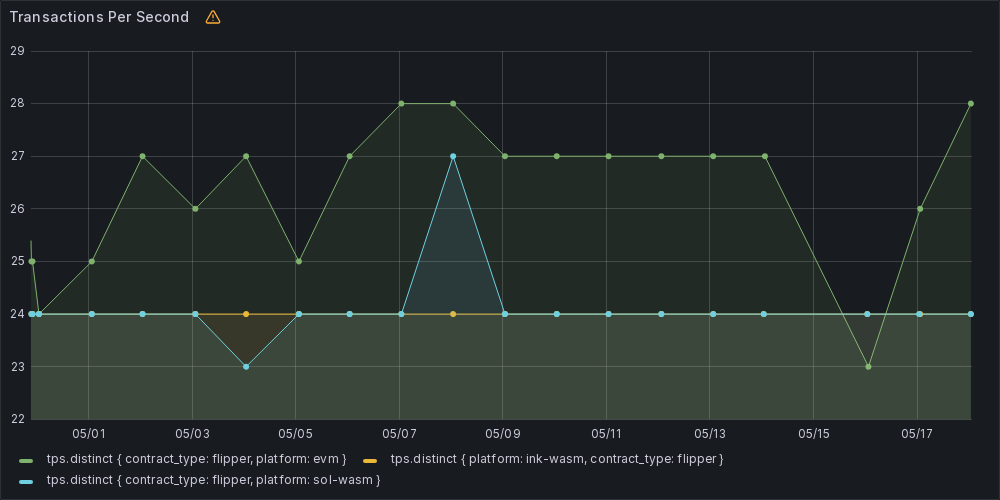 Transactions Per Second
29
28
27
26
25
24
23
22
05/01 05/03 05/05 05/07 05/09 05/11 05/13 05/15 05/17
tps.distinct { contract_type: flipper, platform: evm } tps.distinct { platform: ink-wasm, contract_type: flipper }
tps.distinct { contract_type: flipper, platform: sol-wasm }